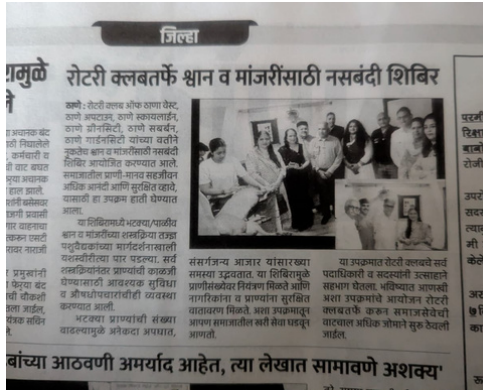 जिल्हा
रोटरी क्लबतर्फे श्वान व मांजरींसाठी नसबंदी शिबिर
ठाणे : रोटरी क्लब ऑफ ठाणा वेस्ट,
ठाणे अपटाऊन, ठाणे स्कायलाईन,
ठाणे ग्रीनसिटी, ठाणे सबर्बन,
ठाणे गार्डनसिटी यांच्या वतीने
नुकतेच श्वान व मांजरींसाठी नसबंदी
शिबिर आयोजित करण्यात आले.
समाजातील प्राणी-मानव सहजीवन
अधिक आनंदी आणि सुरक्षित व्हावे,
यासाठी हा उपक्रम हाती घेण्यात
आला.
या शिबिरामध्ये भटक्या/पाळीव
श्वान व मांजरींच्या शस्त्रक्रिया तज्ज्ञ
पशुवैद्यकांच्या मार्गदर्शनाखाली
यशस्वीरीत्या पार पडल्या. सर्व
शस्त्रक्रियांनंतर प्राण्यांची काळजी
घेण्यासाठी आवश्यक सुविधा
व औषधोपचारांचीही व्यवस्था
करण्यात आली.
भटक्या प्राण्यांची संख्या
वाढल्यामुळे अनेकदा अपघात,
संसर्गजन्य आजार यांसारख्या
समस्या उद्भवतात. या शिबिरामुळे
प्राणीसंख्येवर नियंत्रण मिळते आणि
नागरिकांना व प्राण्यांना सुरक्षित
वातावरण मिळते. अशा उपक्रमातून
आपण समाजातील खरी सेवा घडवून
आणतो.
या उपक्रमात रोटरी क्लबचे सर्व
पदाधिकारी व सदस्यांनी उत्साहाने
सहभाग घेतला. भविष्यात आणखी
अशा उपक्रमांचे आयोजन रोटरी
क्लबतर्फे करून समाजसेवेची
वाटचाल अधिक जोमाने सुरु ठेवली
जाईल.
बांच्या आठवणी अमर्याद आहेत, त्या लेखात सामावणे अशक्य'